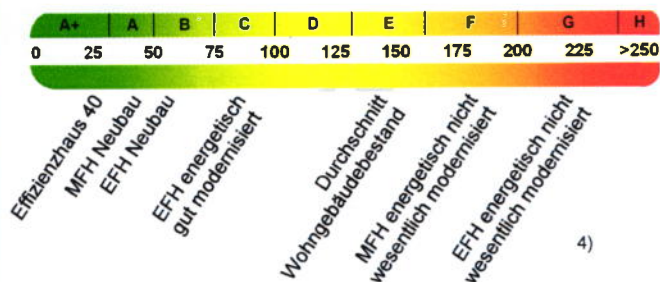 A+ A B C D E F G H
0 25 50 75 100 125 150 175 200 225 >250
Effizienzhaus 40
MFH Neubau
EFH Neubau
EFH energetisch
gut modernisiert
Durchschnitt
Wohngebäudebestand
MFH energetisch nicht
wesentlich modernisiert
EFH energetisch nicht
wesentlich modernisiert
4)